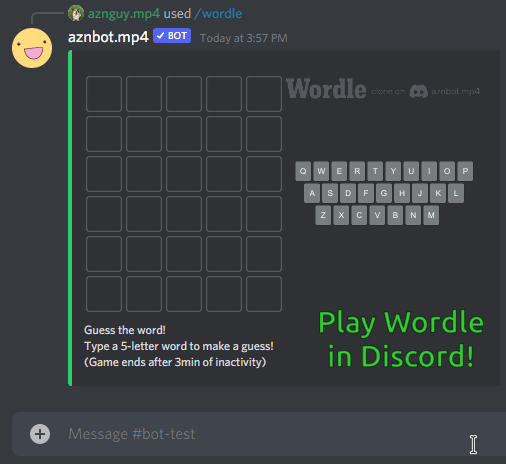 aznguy.mp4 used /wordle
aznbot.mp4 BOT Today at 3:57 PM
Wordle clone on aznbot.mp4
Q W E R T Y U I O P
A S D F G H J K L
Z X C V B N M
Guess the word!
Type a 5-letter word to make a guess!
(Game ends after 3min of inactivity)
Play Wordle
in Discord!
Message #bot-test